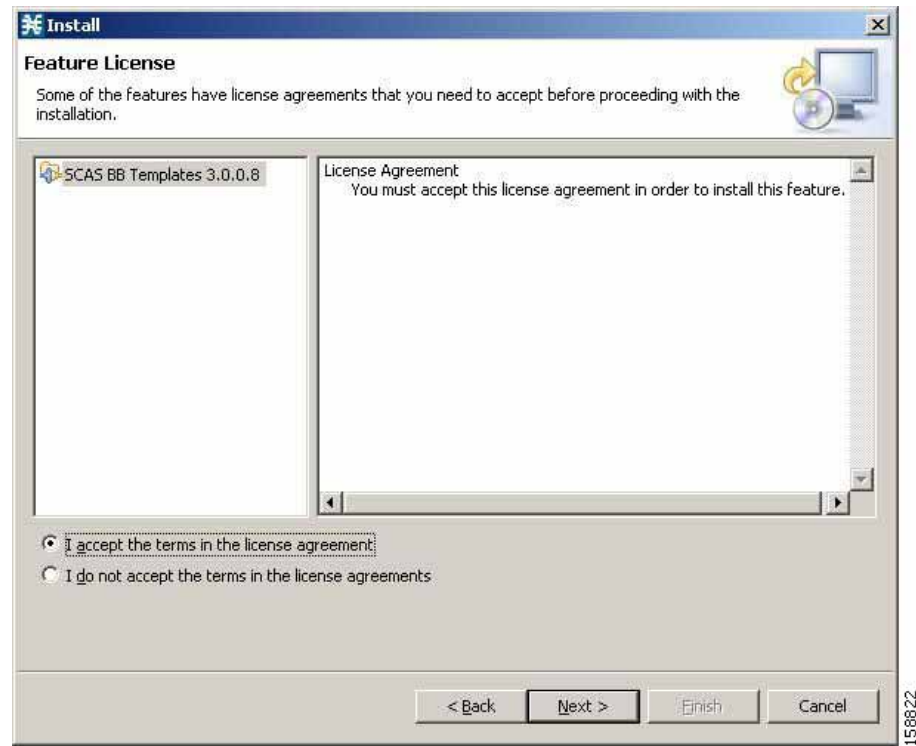 Install
Feature License
Some of the features have license agreements that you need to accept before proceeding with the
installation.
SCAS BB Templates 3.0.0.8
License Agreement
You must accept this license agreement in order to install this feature.
I accept the terms in the license agreement
I do not accept the terms in the license agreements
< Back
Next >
Finish
Cancel
158822